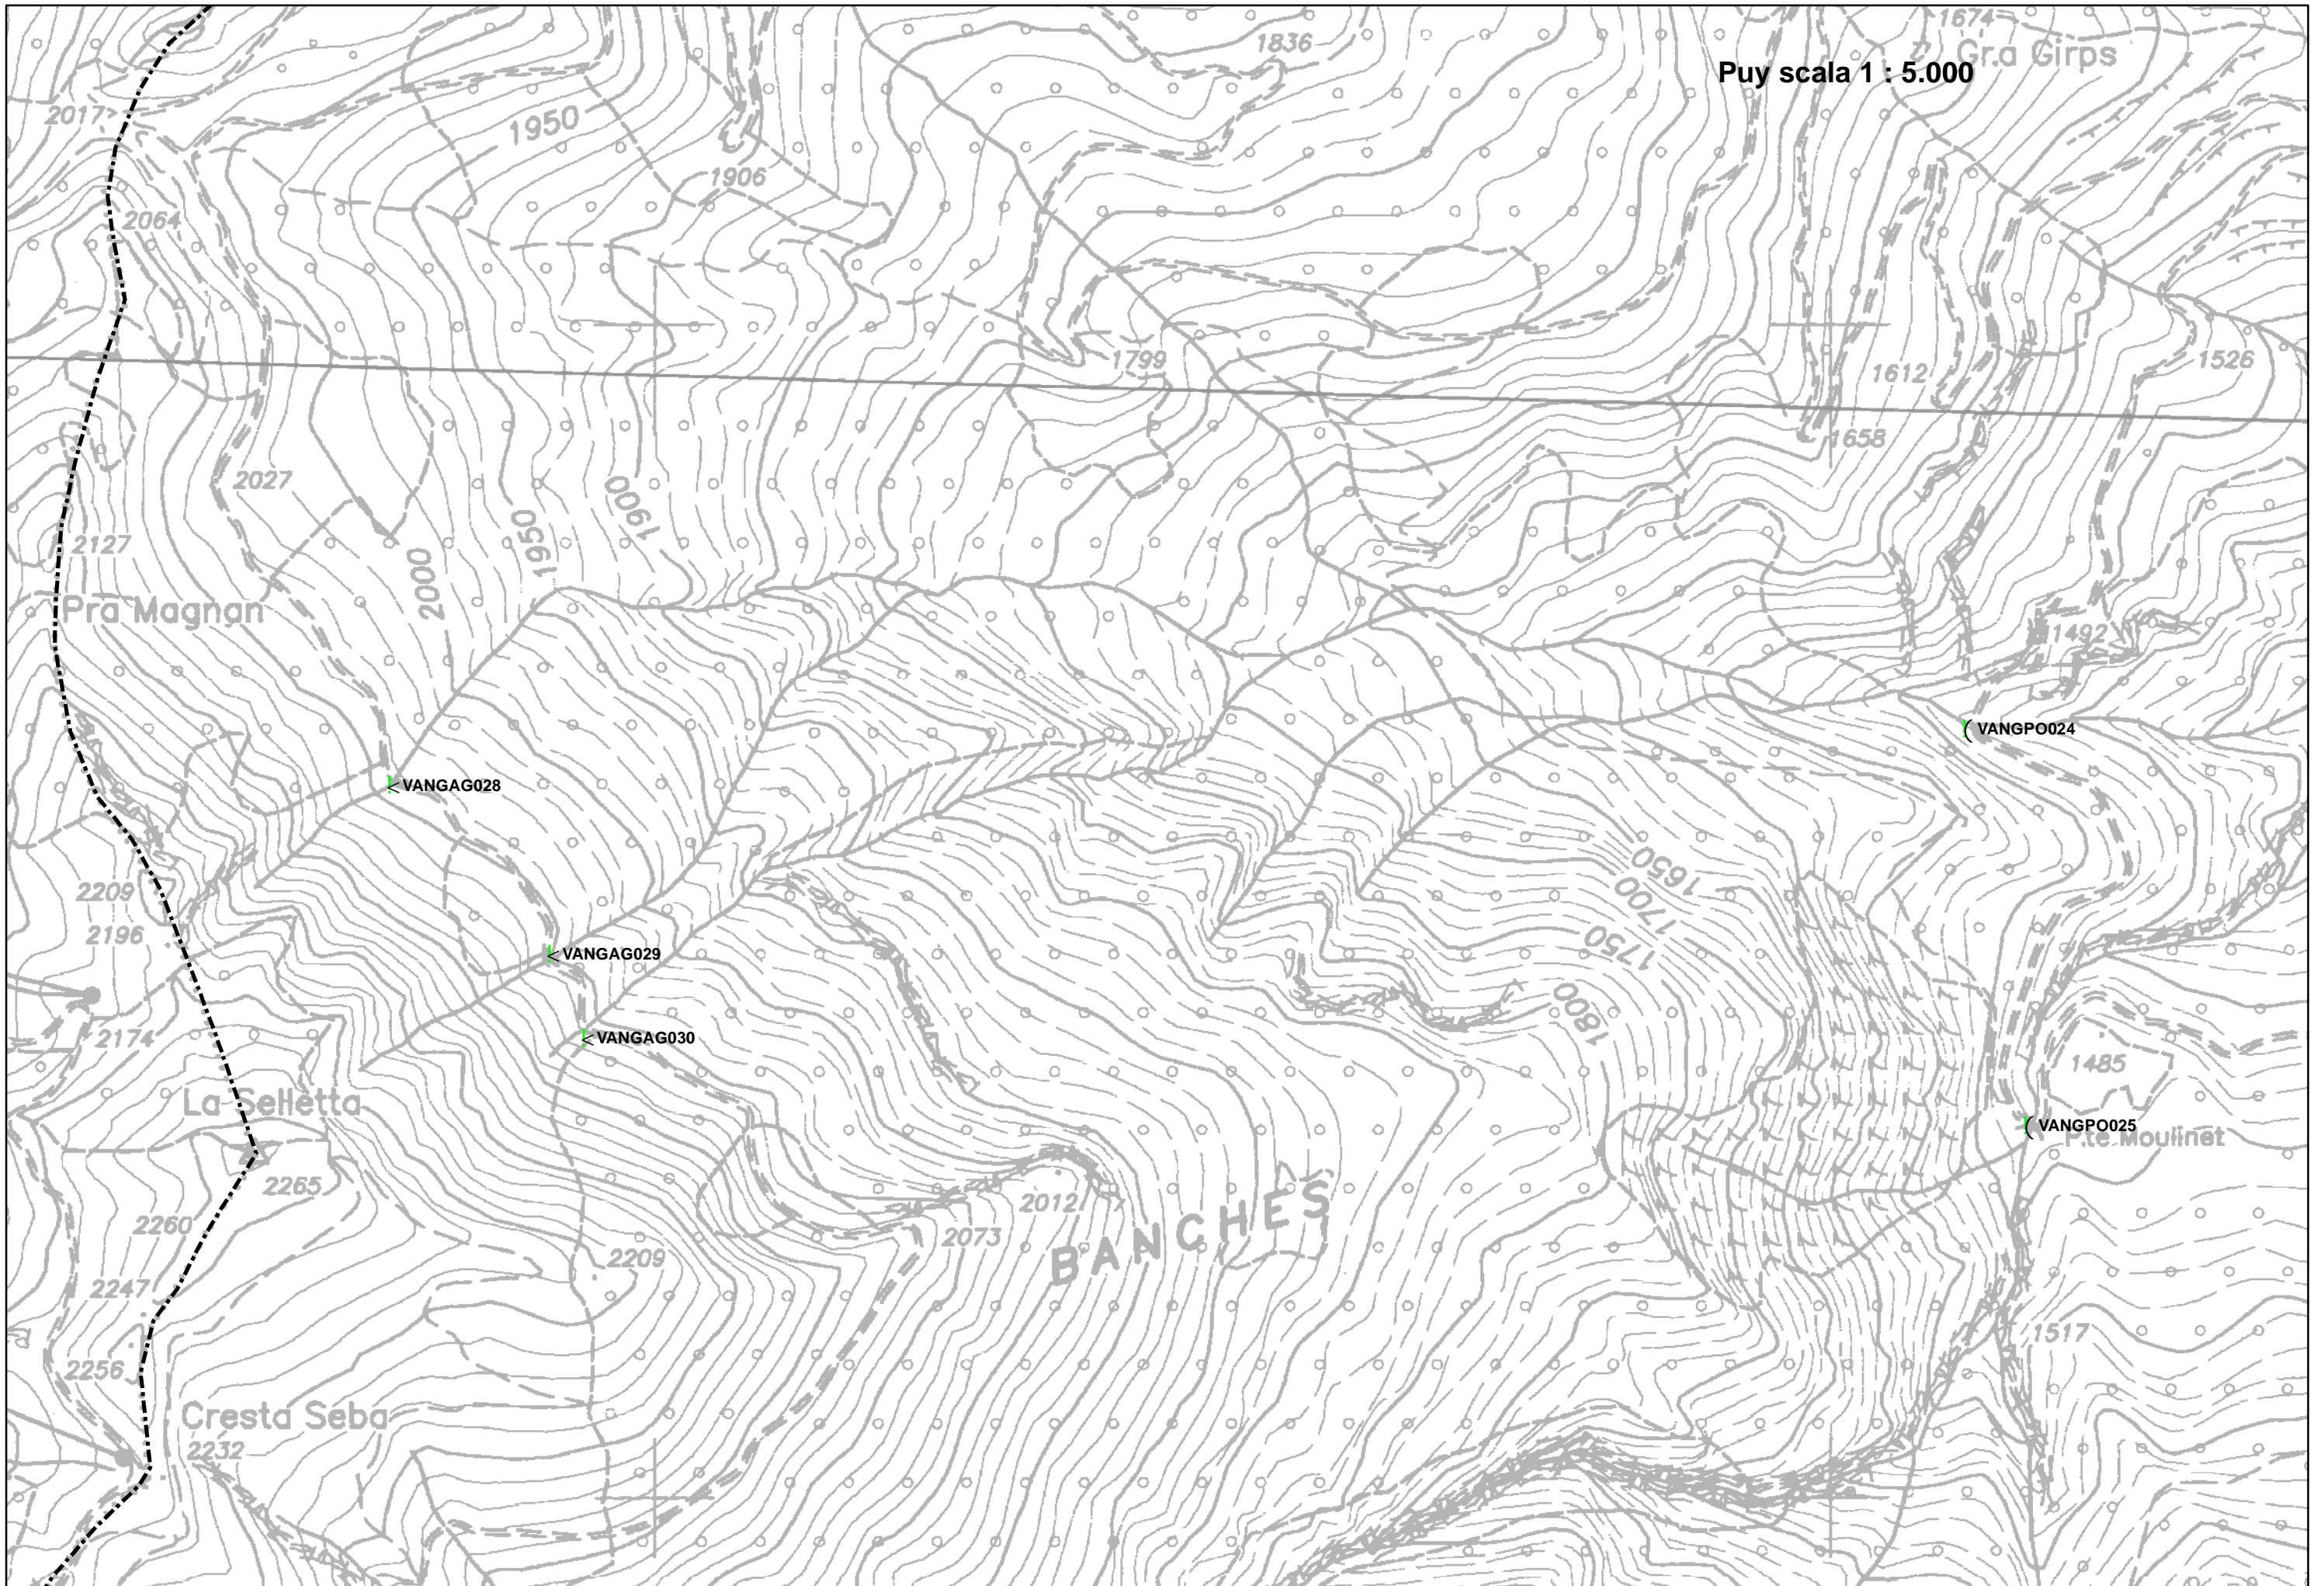 1674
1836
Gr.a Girps
Puy scala 1 : 5.000
2017
1950
1906
2064
1799
1526
1612
1658
2027
1900
1950
2127
2000
Pra Magnan
1492
VANGPO024
VANGAG028
1650
1700
2209
2196
1750
VANGAG029
1800
2174
VANGAG030
1485
La Selletta
VANGPO025
P.te Moulinet
2265
2012
BANCHES
2260
2073
2209
2247
1517
2256
Cresta Seba
2232